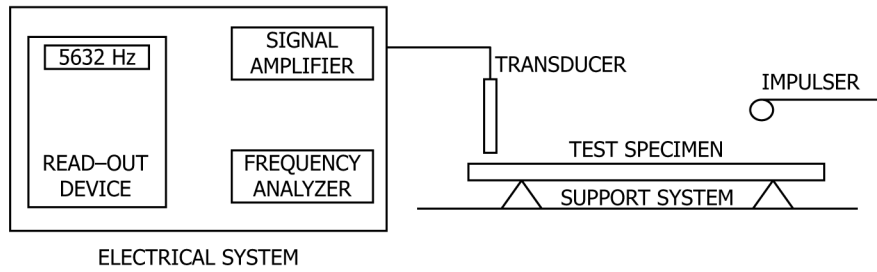 5632 Hz
READ–OUT
DEVICE
SIGNAL
AMPLIFIER
FREQUENCY
ANALYZER
ELECTRICAL SYSTEM
TRANSDUCER
IMPULSER
TEST SPECIMEN
SUPPORT SYSTEM